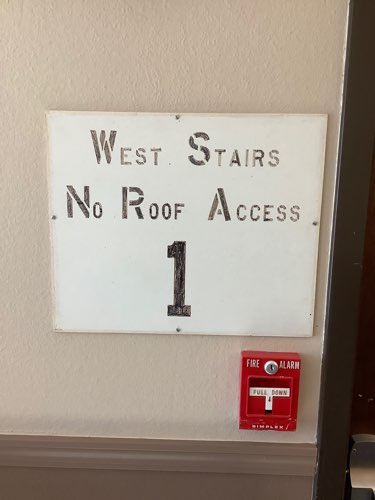 West Stairs
No Roof Access
1
FIRE ALARM
PULL DOWN
SIMPLEX